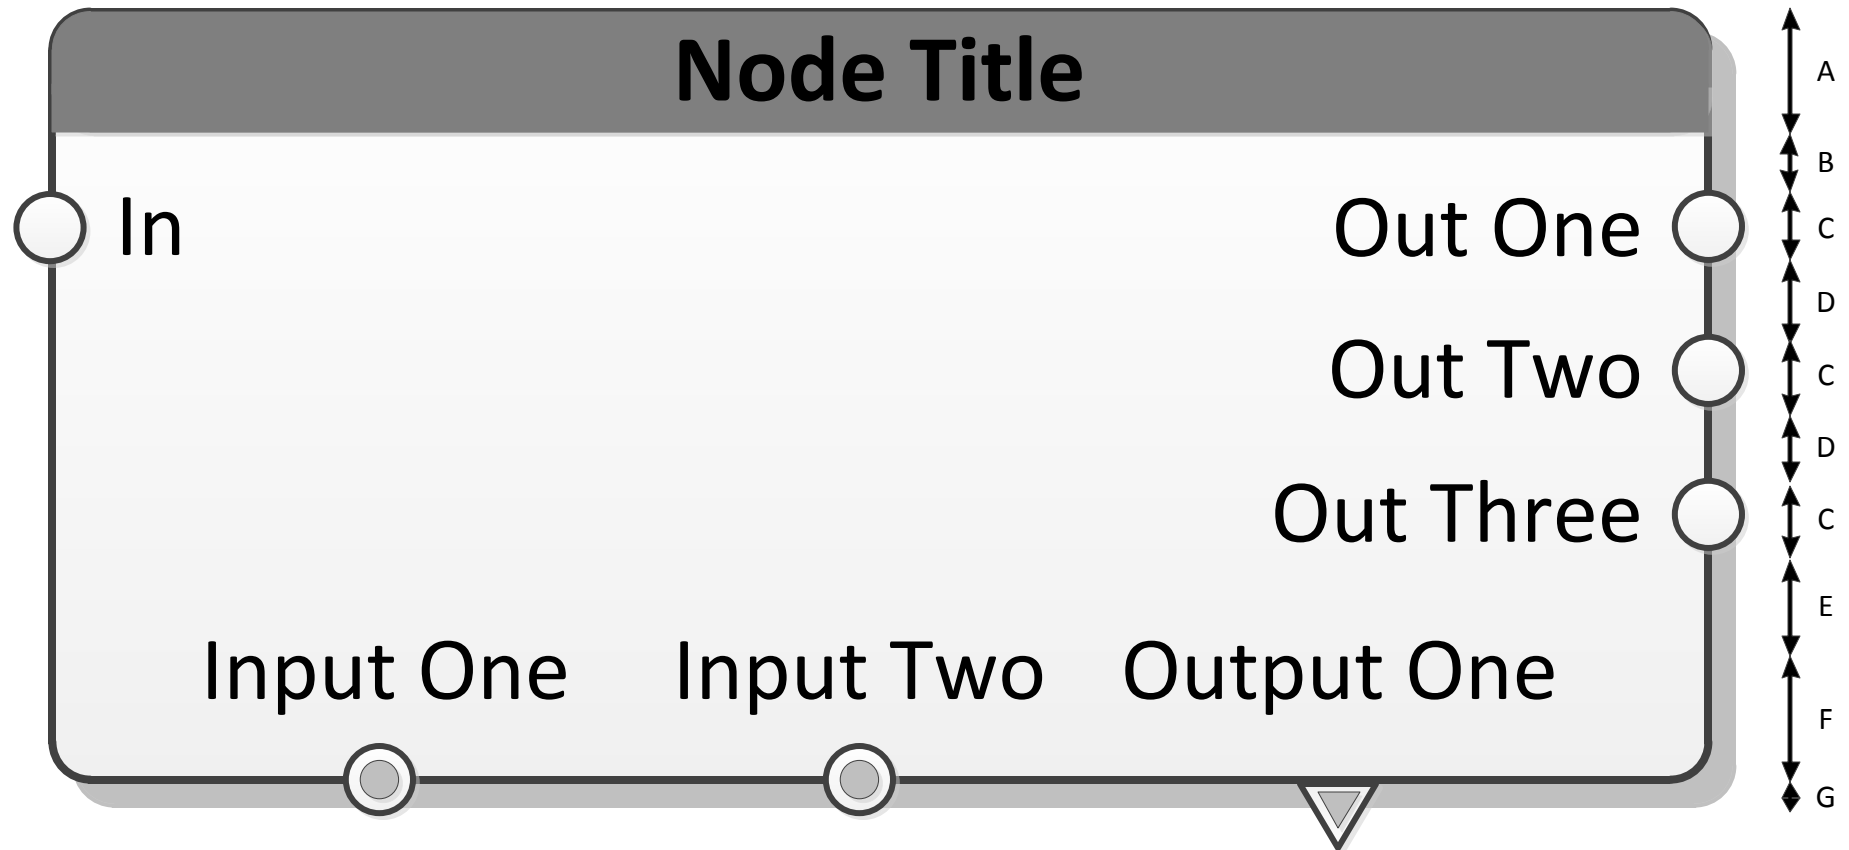 Node Title
A
B
In
Out One
C
D
Out Two
C
D
Out Three
C
E
Input One
Input Two
Output One
F
G